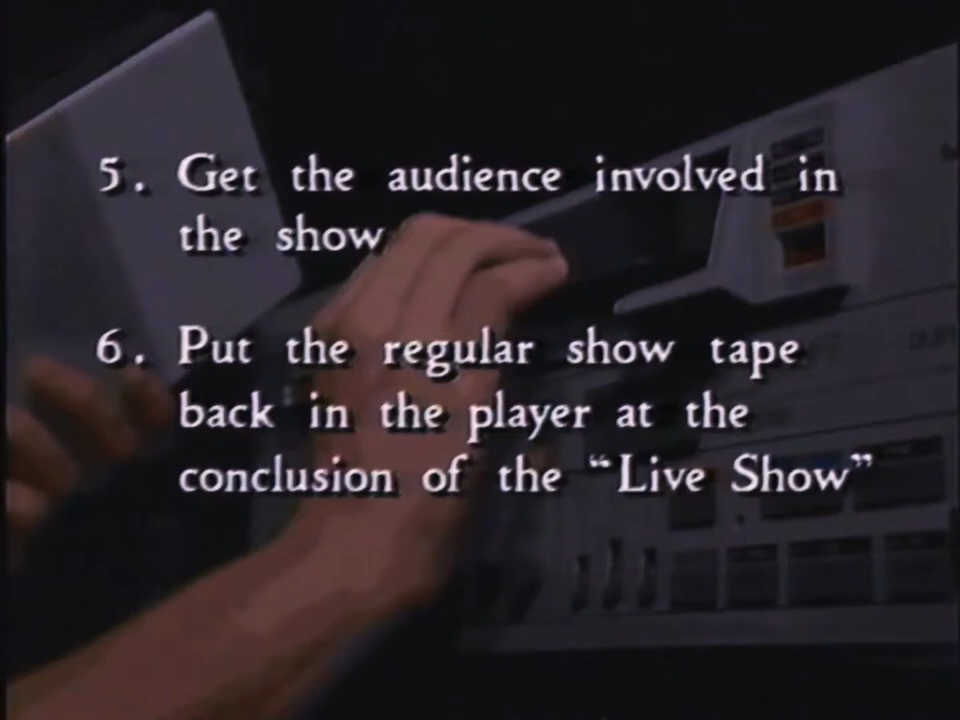 5. Get the audience involved in
the show
6. Put the regular show tape
back in the player at the
conclusion of the “Live Show”